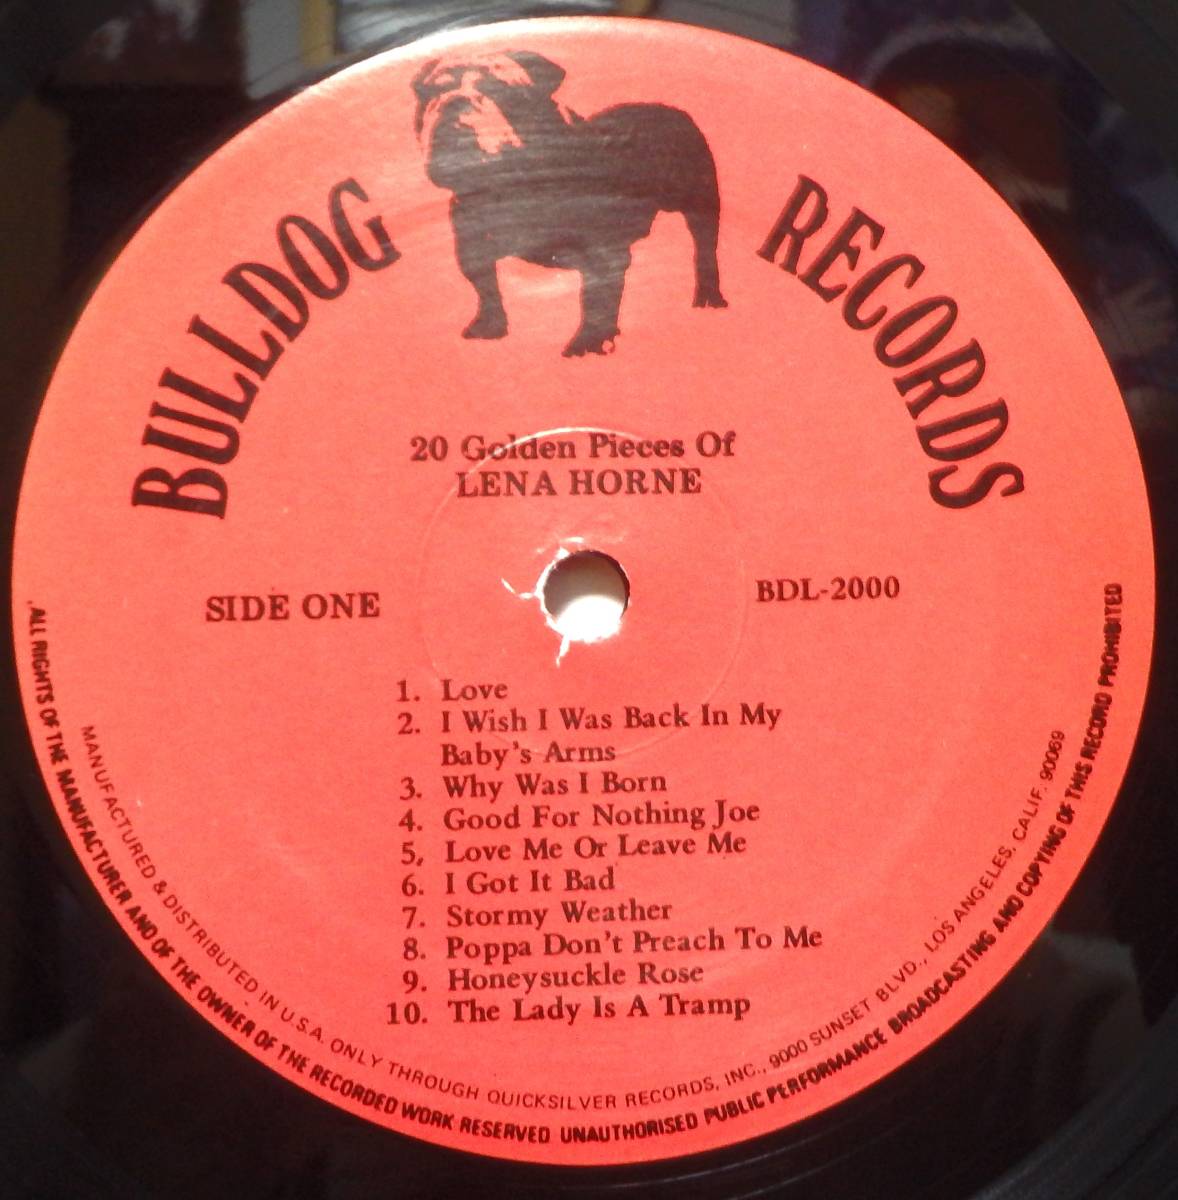 BULLDOG RECORDS
20 Golden Pieces Of
LENA HORNE
SIDE ONE
BDL-2000
1. Love
2. I Wish I Was Back In My
Baby's Arms
3. Why Was I Born
4. Good For Nothing Joe
5, Love Me Or Leave Me
6. I Got It Bad
7. Stormy Weather
8. Poppa Don't Preach To Me
9. Honeysuckle Rose
10. The Lady Is A Tramp
MANUFACTURED & DISTRIBUTED IN U.S.A. ONLY THROUGH QUICKSILVER RECORDS, INC., 9000 SUNSET BLVD., LOS ANGELES, CALIF. 90069
.ALL RIGHTS OF THE MANUFACTURER AND OF THE OWNER OF THE RECORDED WORK RESERVED UNAUTHORISED PUBLIC PERFORMANCE BROADCASTING AND COPYING OF THIS RECORD PROHIBITED